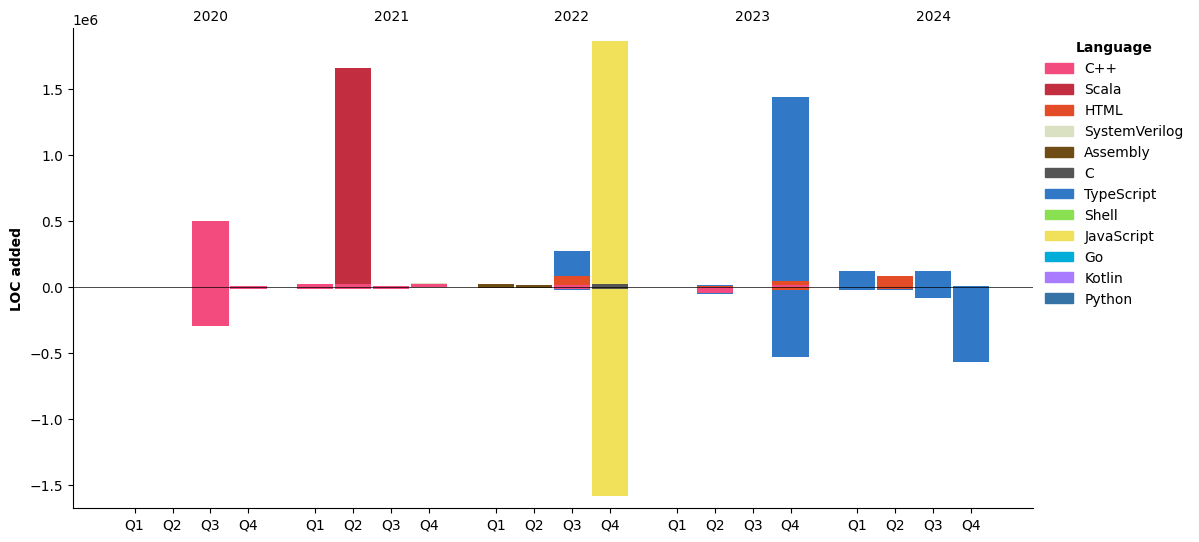 2020 2021 2022 2023 2024
1e6
1.5
1.0
0.5
0.0
−0.5
−1.0
−1.5
LOC added
Q1 Q2 Q3 Q4 Q1 Q2 Q3 Q4 Q1 Q2 Q3 Q4 Q1 Q2 Q3 Q4 Q1 Q2 Q3 Q4
Language
C++
Scala
HTML
SystemVerilog
Assembly
C
TypeScript
Shell
JavaScript
Go
Kotlin
Python